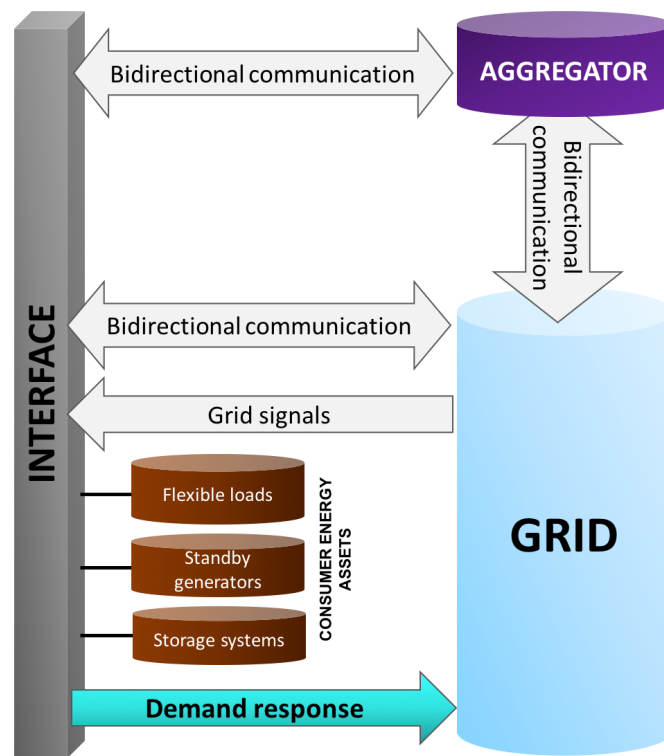 Bidirectional communication
AGGREGATOR
Bidirectional
communication
INTERFACE
Bidirectional communication
Grid signals
Flexible loads
Standby
generators
Storage systems
CONSUMER ENERGY
ASSETS
GRID
Demand response